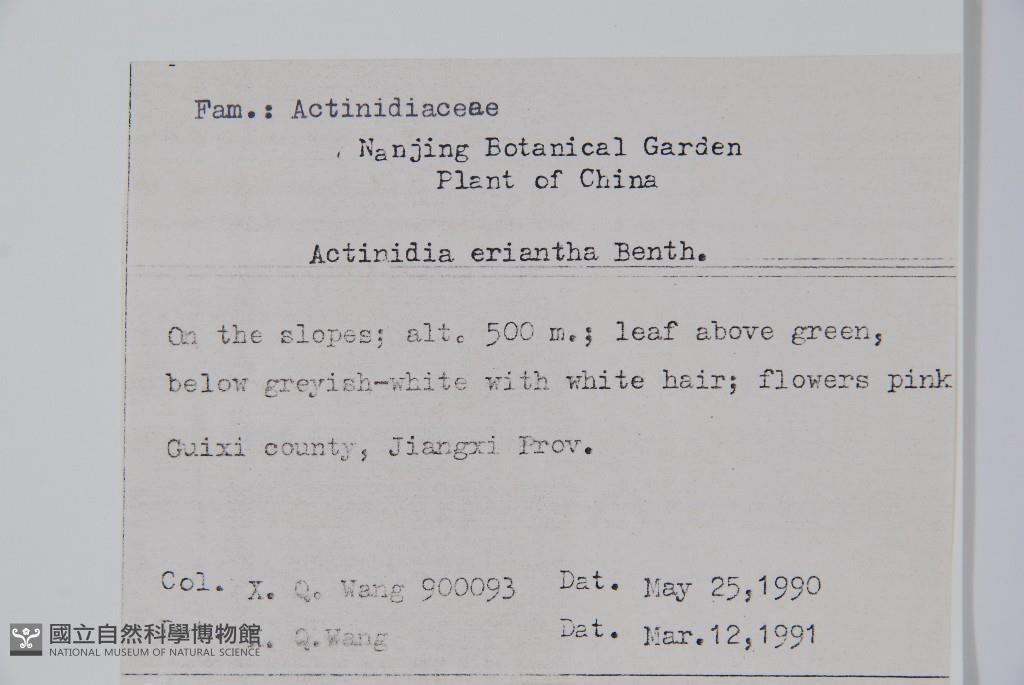 Fam.: Actinidiaceae
Nanjing Botanical Garden
Plant of China
Actinidia eriantha Benth.
On the slopes; alt. 500 m.; leaf above green,
below greyish-white with white hair; flowers pink
Guixi county, Jiangxi Prov.
Col. X. Q. Wang 900093 Dat. May 25,1990
Q.Wang Dat. Mar.12,1991
國立自然科學博物館
NATIONAL MUSEUM OF NATURAL SCIENCE